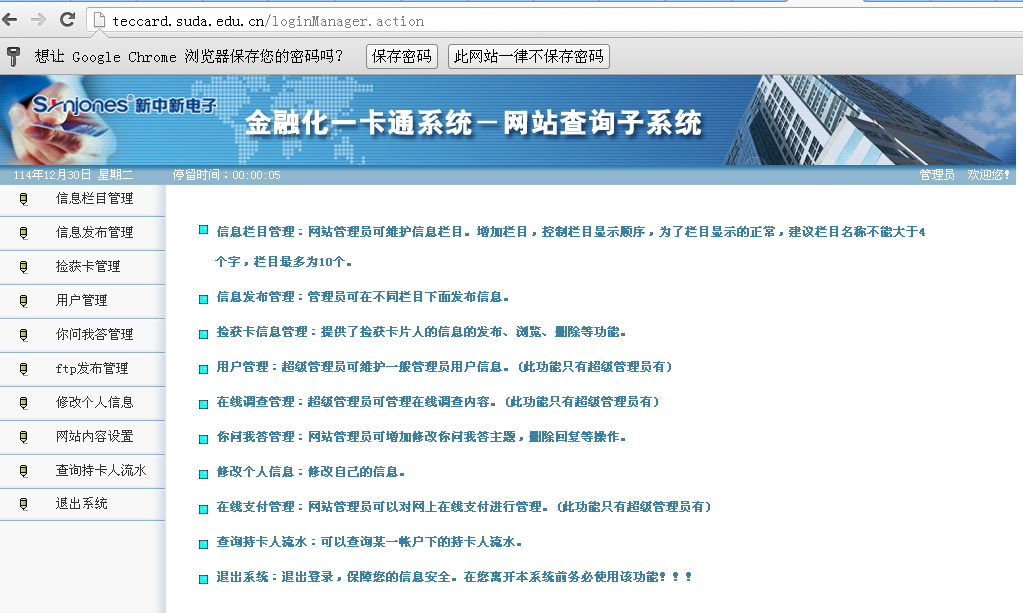 teccard.suda.edu.cn/loginManager.action
想让 Google Chrome 浏览器保存您的密码吗? 保存密码 此网站一律不保存密码
Synjones®新中新电子
金融化一卡通系统－网站查询子系统
114年12月30日 星期二 停留时间：00:00:05 管理员 欢迎您!
信息栏目管理
信息发布管理
捡获卡管理
用户管理
你问我答管理
ftp发布管理
修改个人信息
网站内容设置
查询持卡人流水
退出系统
信息栏目管理：网站管理员可维护信息栏目。增加栏目，控制栏目显示顺序，为了栏目显示的正常，建议栏目名称不能大于4
个字，栏目最多为10个。
信息发布管理：管理员可在不同栏目下面发布信息。
捡获卡信息管理：提供了捡获卡片人的信息的发布、浏览、删除等功能。
用户管理：超级管理员可维护一般管理员用户信息。(此功能只有超级管理员有)
在线调查管理：超级管理员可管理在线调查内容。(此功能只有超级管理员有)
你问我答管理：网站管理员可增加修改你问我答主题，删除回复等操作。
修改个人信息：修改自己的信息。
在线支付管理：网站管理员可以对网上在线支付进行管理。(此功能只有超级管理员有)
查询持卡人流水：可以查询某一帐户下的持卡人流水。
退出系统：退出登录，保障您的信息安全。在您离开本系统前务必使用该功能!!!